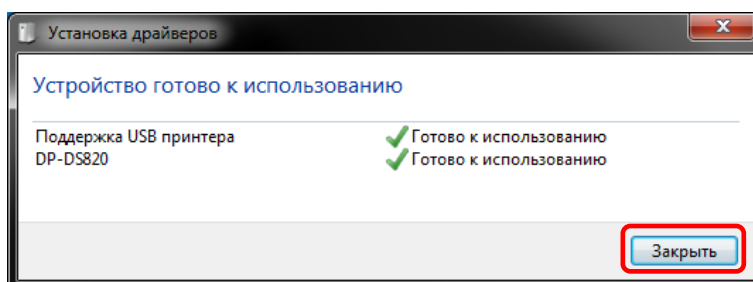 Установка драйверов
Устройство готово к использованию
Поддержка USB принтера Готово к использованию
DP-DS820 Готово к использованию
Закрыть